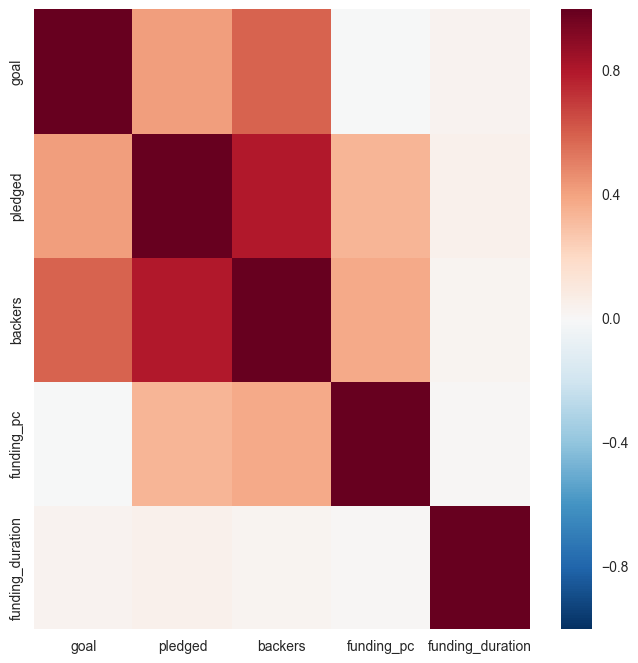 goal
pledged
backers
funding_pc
funding_duration
goal
pledged
backers
funding_pc
funding_duration
0.8
0.4
0.0
−0.4
−0.8